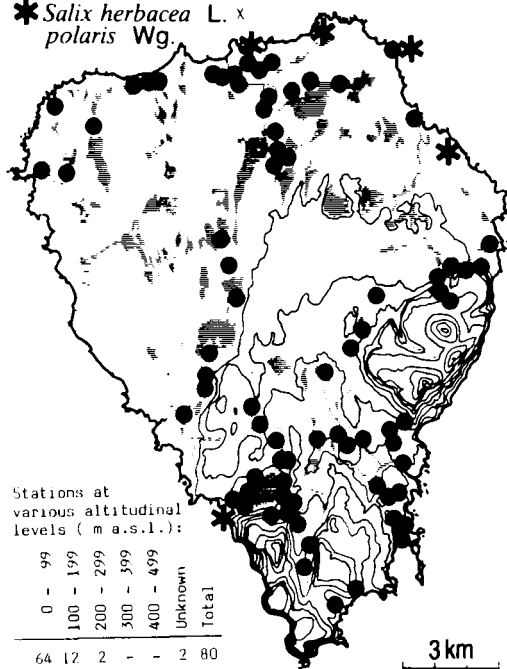 * Salix herbacea L. x
polaris Wg.
Stations at
various altitudinal
levels ( m a.s.l.):
0 - 99
100 - 199
200 - 299
300 - 399
400 - 499
Unknown
Total
64 12 2 - - 2 80
3 km